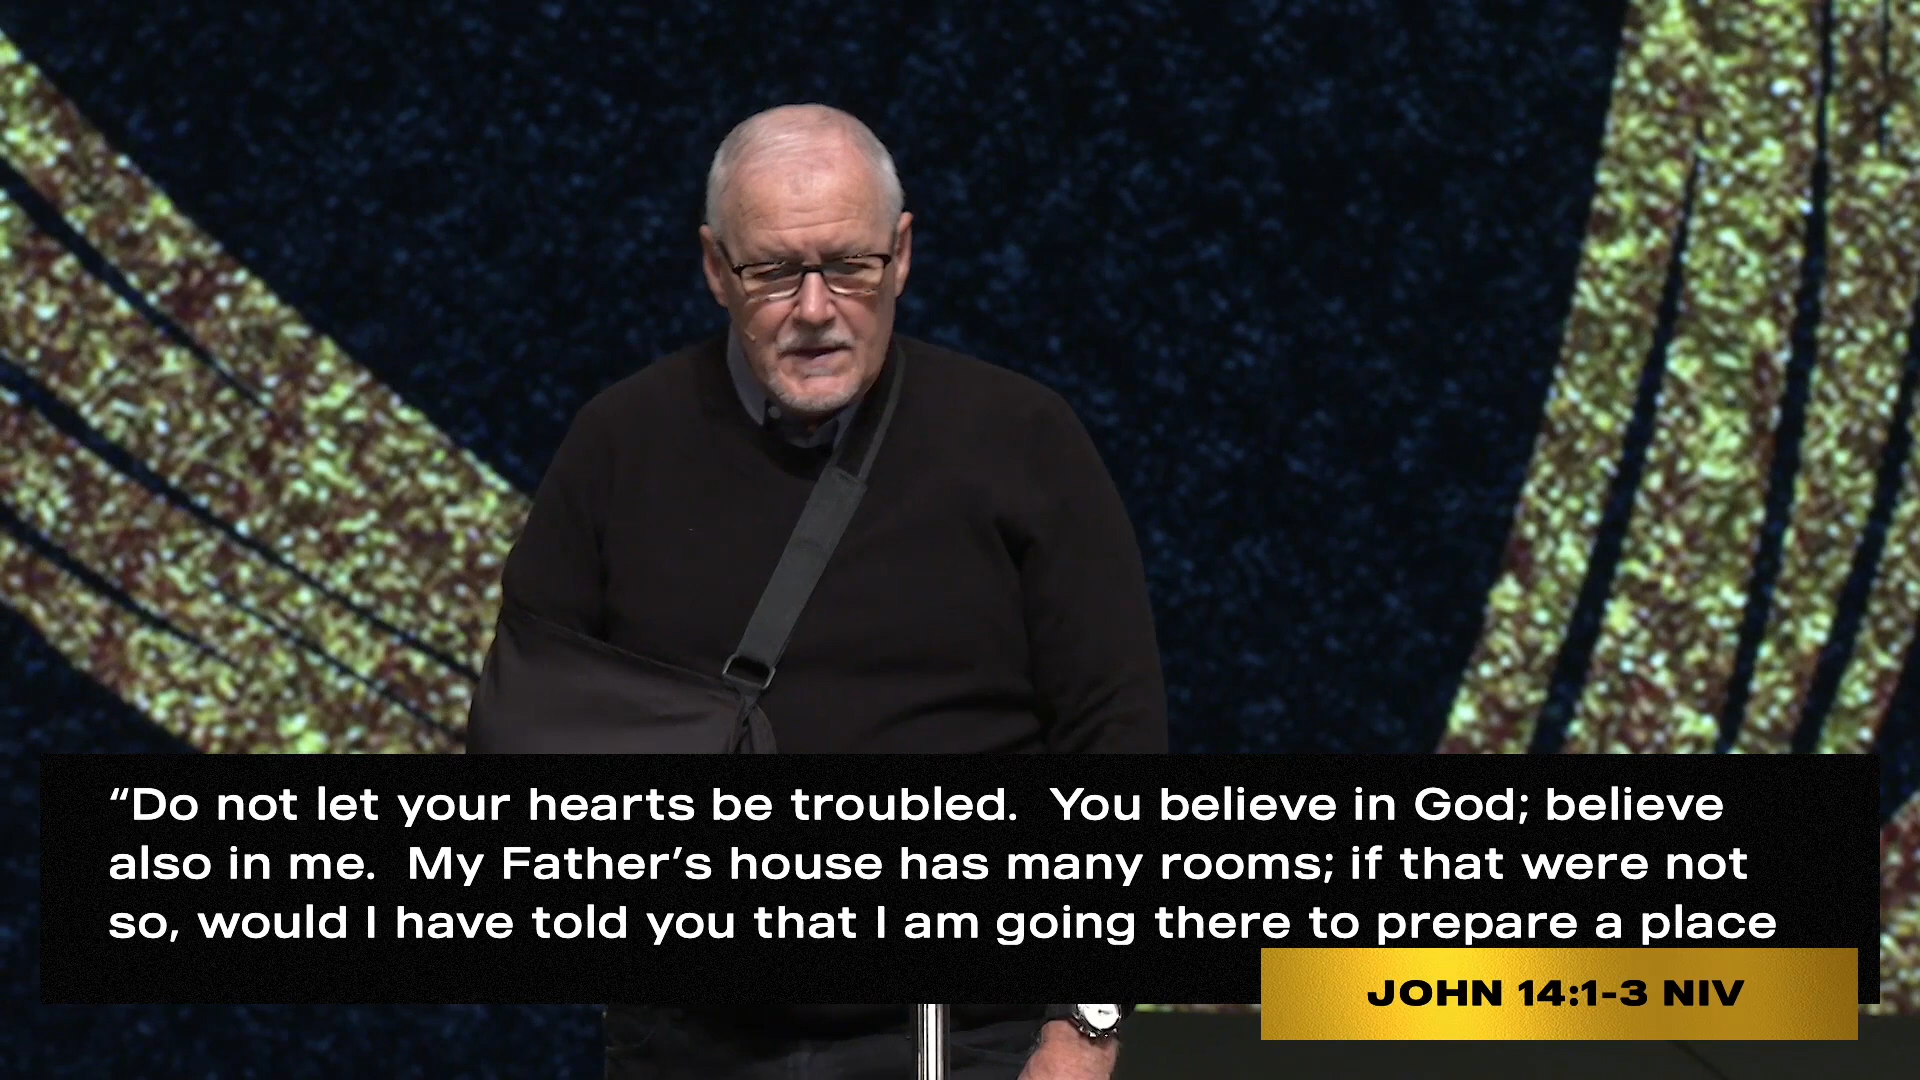 “Do not let your hearts be troubled.  You believe in God; believe
also in me.  My Father’s house has many rooms; if that were not
so, would I have told you that I am going there to prepare a place
JOHN 14:1-3 NIV